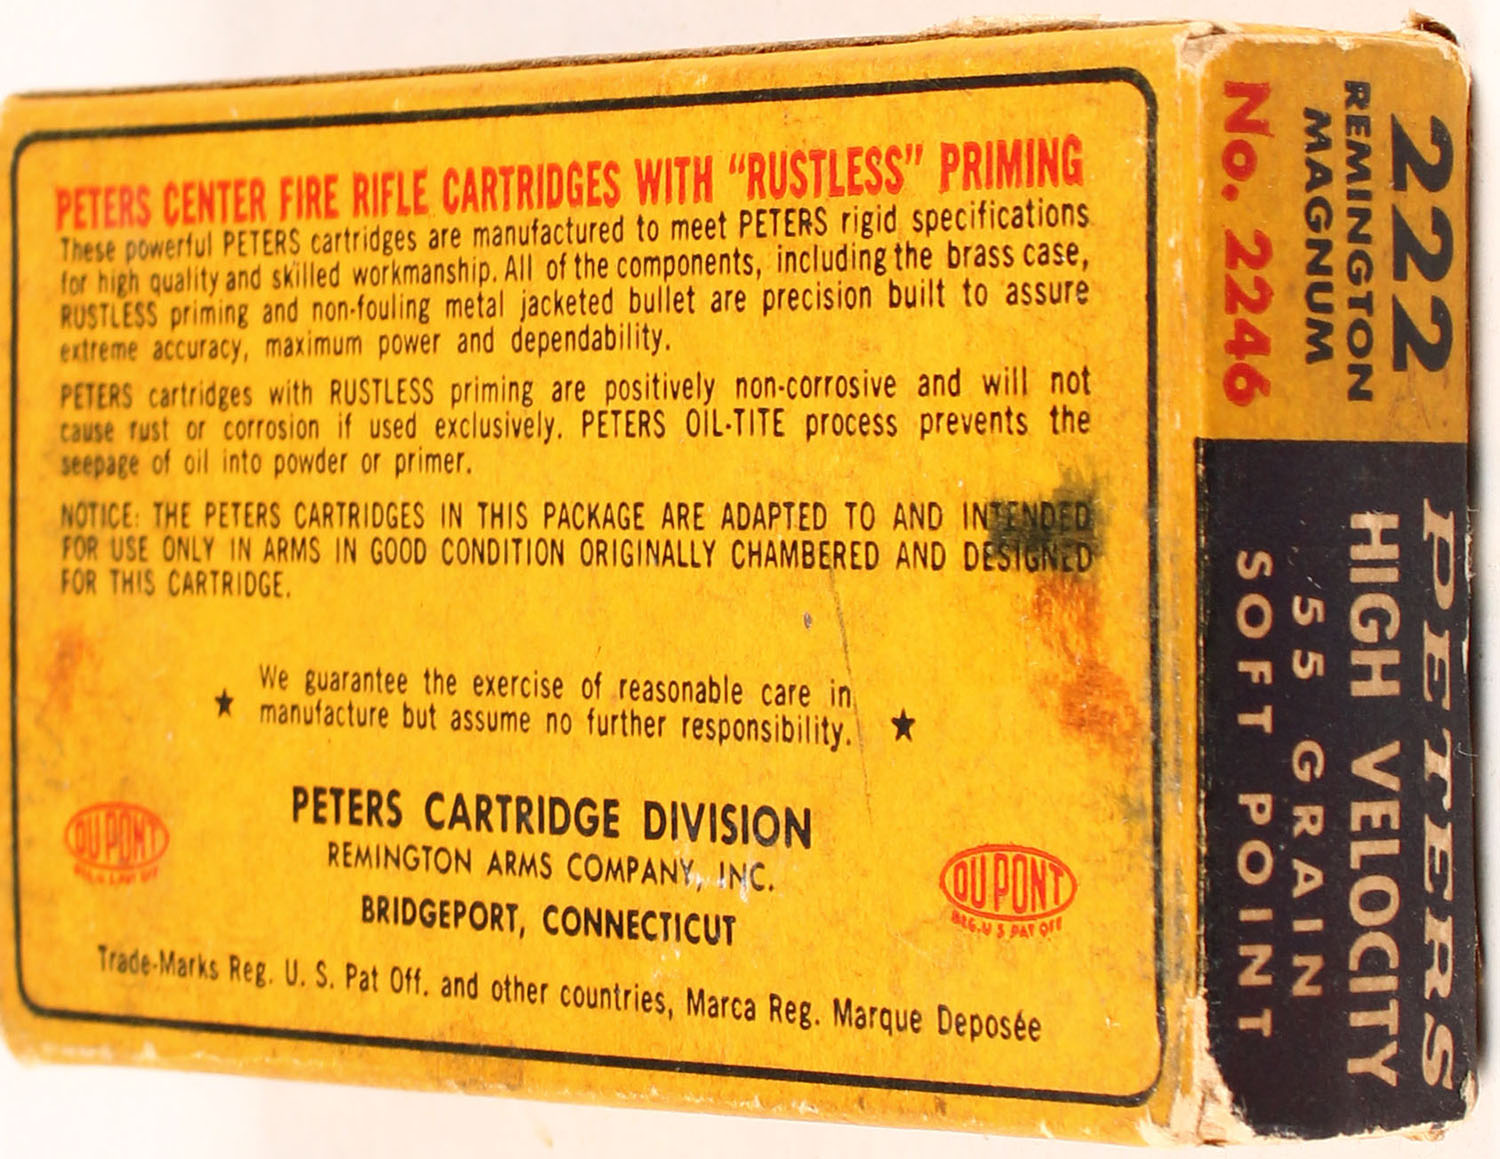 PETERS CENTER FIRE RIFLE CARTRIDGES WITH "RUSTLESS" PRIMING
These powerful PETERS cartridges are manufactured to meet PETERS rigid specifications
for high quality and skilled workmanship. All of the components, including the brass case,
RUSTLESS priming and non-fouling metal jacketed bullet are precision built to assure
extreme accuracy, maximum power and dependability.
PETERS cartridges with RUSTLESS priming are positively non-corrosive and will not
cause rust or corrosion if used exclusively. PETERS OIL-TITE process prevents the
seepage of oil into powder or primer.
NOTICE: THE PETERS CARTRIDGES IN THIS PACKAGE ARE ADAPTED TO AND INTENDED
FOR USE ONLY IN ARMS IN GOOD CONDITION ORIGINALLY CHAMBERED AND DESIGNED
FOR THIS CARTRIDGE.
★ We guarantee the exercise of reasonable care in
manufacture but assume no further responsibility. ★
PETERS CARTRIDGE DIVISION
REMINGTON ARMS COMPANY, INC.
BRIDGEPORT, CONNECTICUT
DU PONT
REG. U.S. PAT. OFF.
DU PONT
REG. U.S. PAT OFF
Trade-Marks Reg. U. S. Pat Off. and other countries, Marca Reg. Marque Deposée
222
REMINGTON
MAGNUM
No. 2246
PETERS
HIGH VELOCITY
55 GRAIN
SOFT POINT